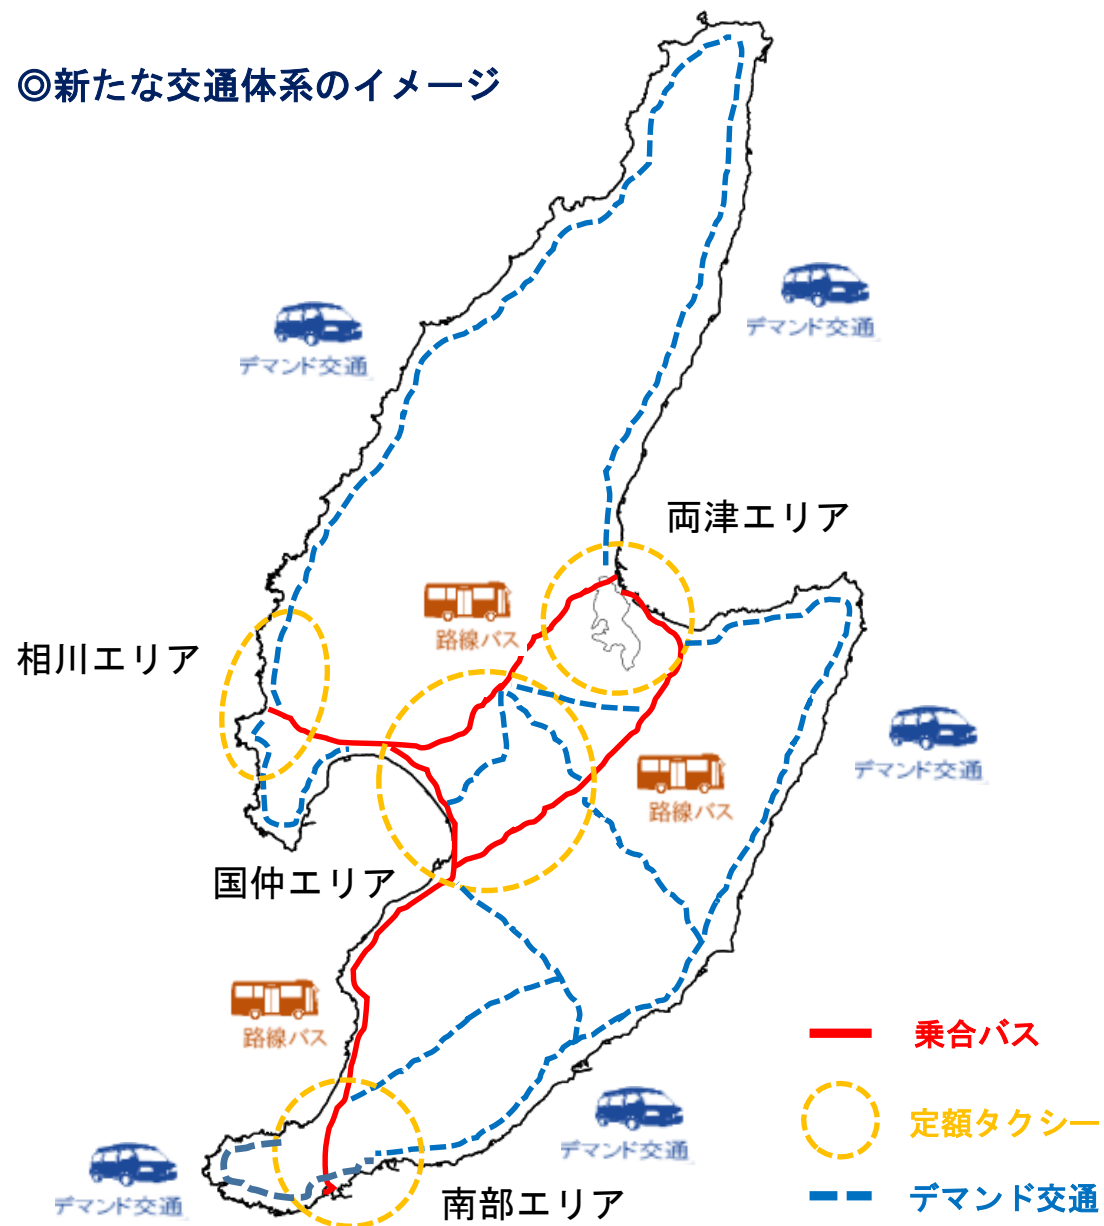 ◎新たな交通体系のイメージ
デマンド交通
デマンド交通
両津エリア
路線バス
相川エリア
デマンド交通
路線バス
国仲エリア
路線バス
乗合バス
定額タクシー
デマンド交通
デマンド交通
デマンド交通
南部エリア